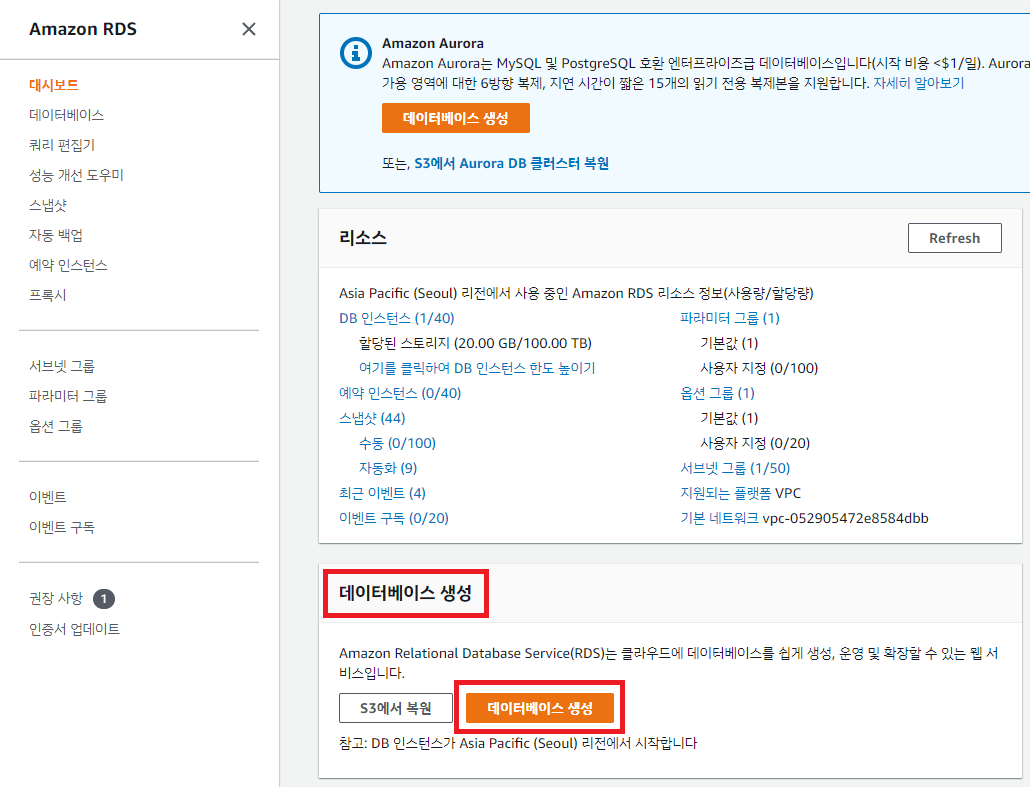 Amazon RDS
대시보드
데이터베이스
쿼리 편집기
성능 개선 도우미
스냅샷
자동 백업
예약 인스턴스
프록시
서브넷 그룹
파라미터 그룹
옵션 그룹
이벤트
이벤트 구독
권장 사항 1
인증서 업데이트
Amazon Aurora
Amazon Aurora는 MySQL 및 PostgreSQL 호환 엔터프라이즈급 데이터베이스입니다(시작 비용 <$1/일). Aurora
가용 영역에 대한 6방향 복제, 지연 시간이 짧은 15개의 읽기 전용 복제본을 지원합니다. 자세히 알아보기
데이터베이스 생성
또는, S3에서 Aurora DB 클러스터 복원
리소스
Refresh
Asia Pacific (Seoul) 리전에서 사용 중인 Amazon RDS 리소스 정보(사용량/할당량)
DB 인스턴스 (1/40)
할당된 스토리지 (20.00 GB/100.00 TB)
여기를 클릭하여 DB 인스턴스 한도 높이기
예약 인스턴스 (0/40)
스냅샷 (44)
수동 (0/100)
자동화 (9)
최근 이벤트 (4)
이벤트 구독 (0/20)
파라미터 그룹 (1)
기본값 (1)
사용자 지정 (0/100)
옵션 그룹 (1)
기본값 (1)
사용자 지정 (0/20)
서브넷 그룹 (1/50)
지원되는 플랫폼 VPC
기본 네트워크 vpc-052905472e8584dbb
데이터베이스 생성
Amazon Relational Database Service(RDS)는 클라우드에 데이터베이스를 쉽게 생성, 운영 및 확장할 수 있는 웹 서
비스입니다.
S3에서 복원
데이터베이스 생성
참고: DB 인스턴스가 Asia Pacific (Seoul) 리전에서 시작합니다